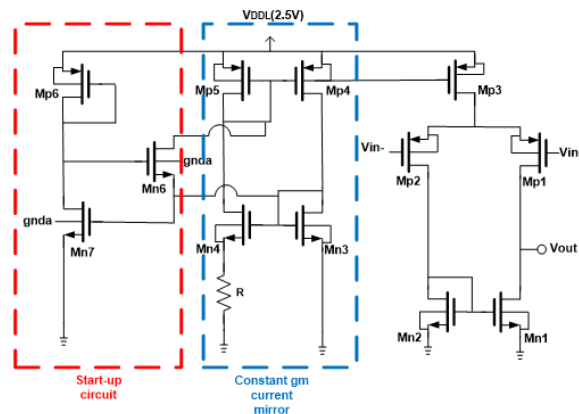 VDDL(2.5V)
Mp6
Mp5
Mp4
Mp3
Mn6
gnda
Vin-
Vin
Mp2
Mp1
gnda
Mn7
Mn4
Mn3
Vout
R
Mn2
Mn1
Start-up
circuit
Constant gm
current
mirror